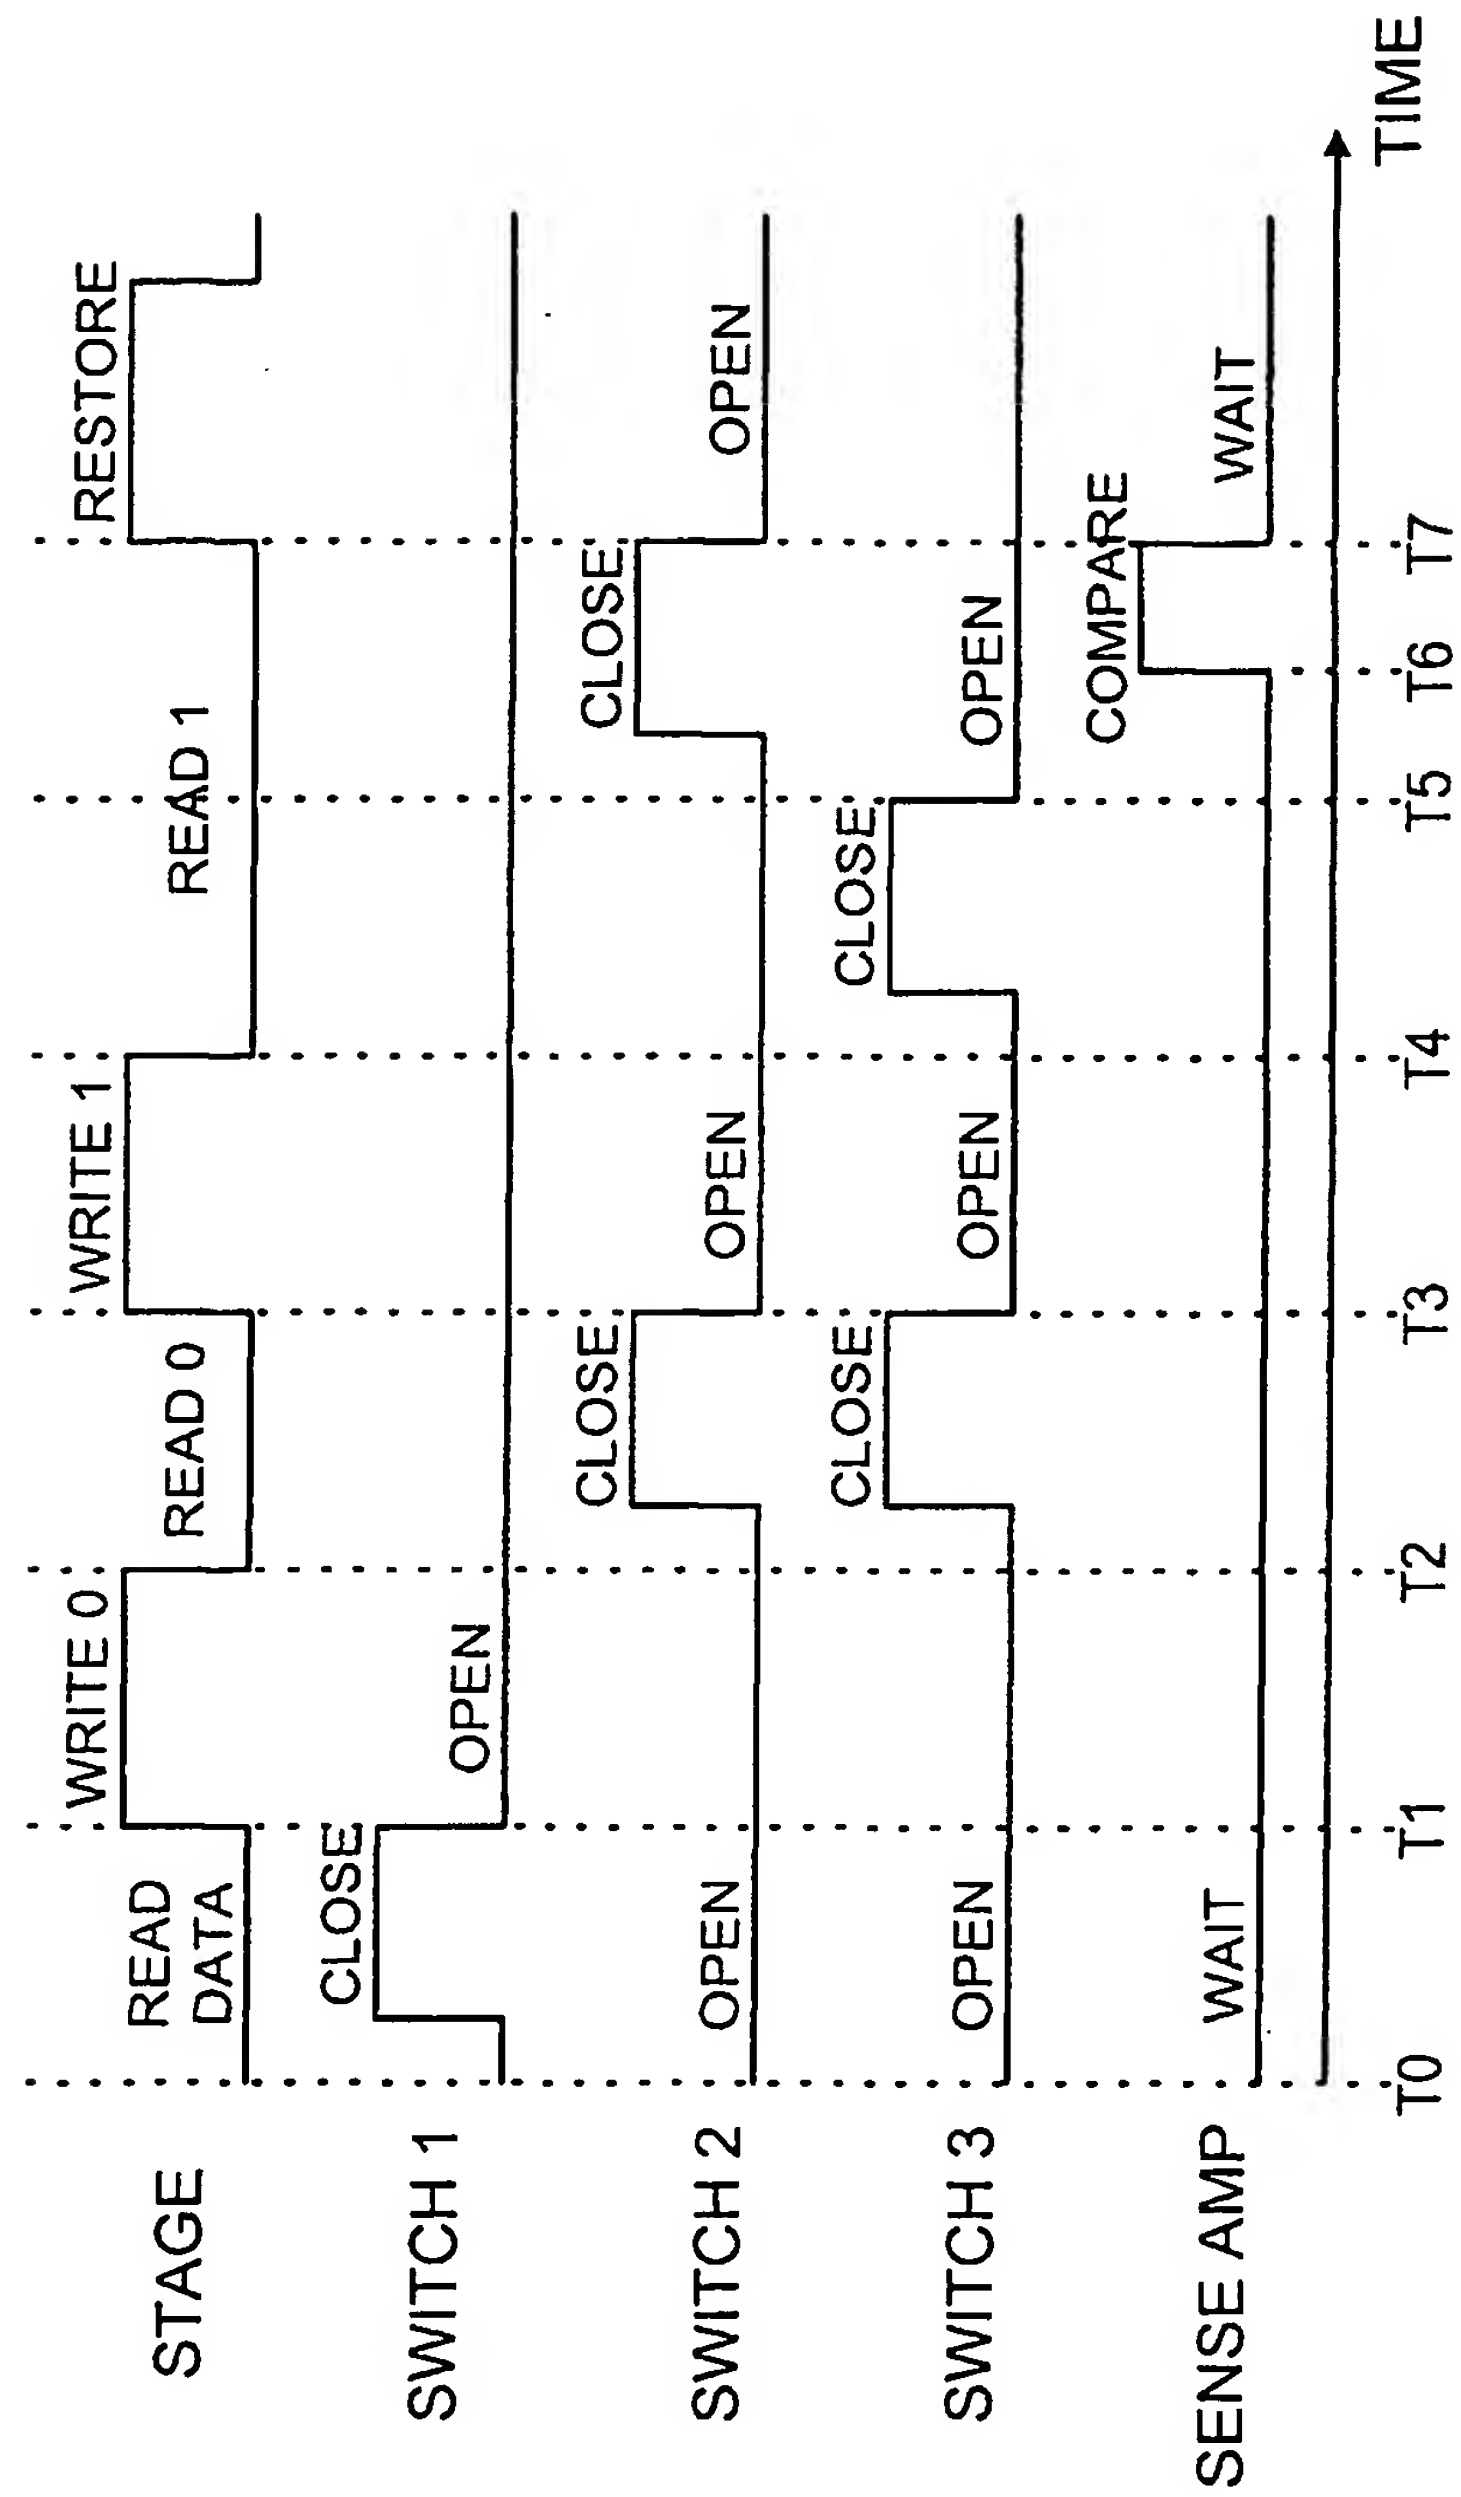 STAGE
READ
DATA
WRITE 0
READ 0
WRITE 1
READ 1
RESTORE
SWITCH 1
CLOSE
OPEN
SWITCH 2
OPEN
CLOSE
OPEN
CLOSE
OPEN
SWITCH 3
OPEN
CLOSE
OPEN
CLOSE
OPEN
SENSE AMP
WAIT
COMPARE
WAIT
T0 T1 T2 T3 T4 T5 T6 T7
TIME